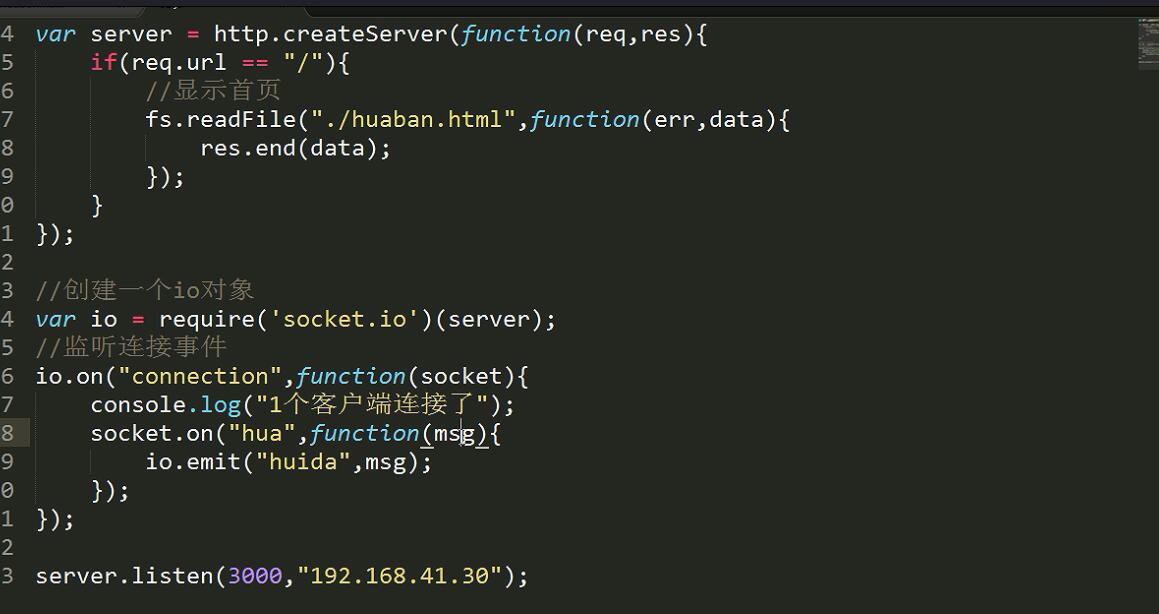 4 var server = http.createServer(function(req,res){
5     if(req.url == "/"){
6         //显示首页
7         fs.readFile("./huaban.html",function(err,data){
8             res.end(data);
9         });
0     }
1 });
2
3 //创建一个io对象
4 var io = require('socket.io')(server);
5 //监听连接事件
6 io.on("connection",function(socket){
7     console.log("1个客户端连接了");
8     socket.on("hua",function(msg){
9         io.emit("huida",msg);
0     });
1 });
2
3 server.listen(3000,"192.168.41.30");